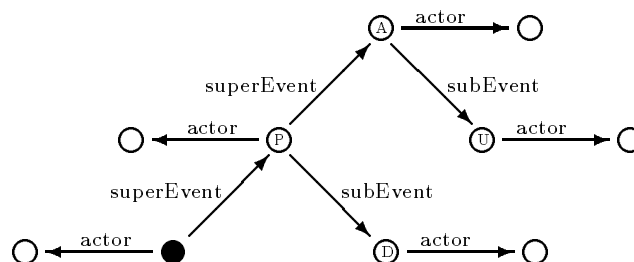 A actor
superEvent subEvent
actor P U actor
superEvent subEvent
actor D actor